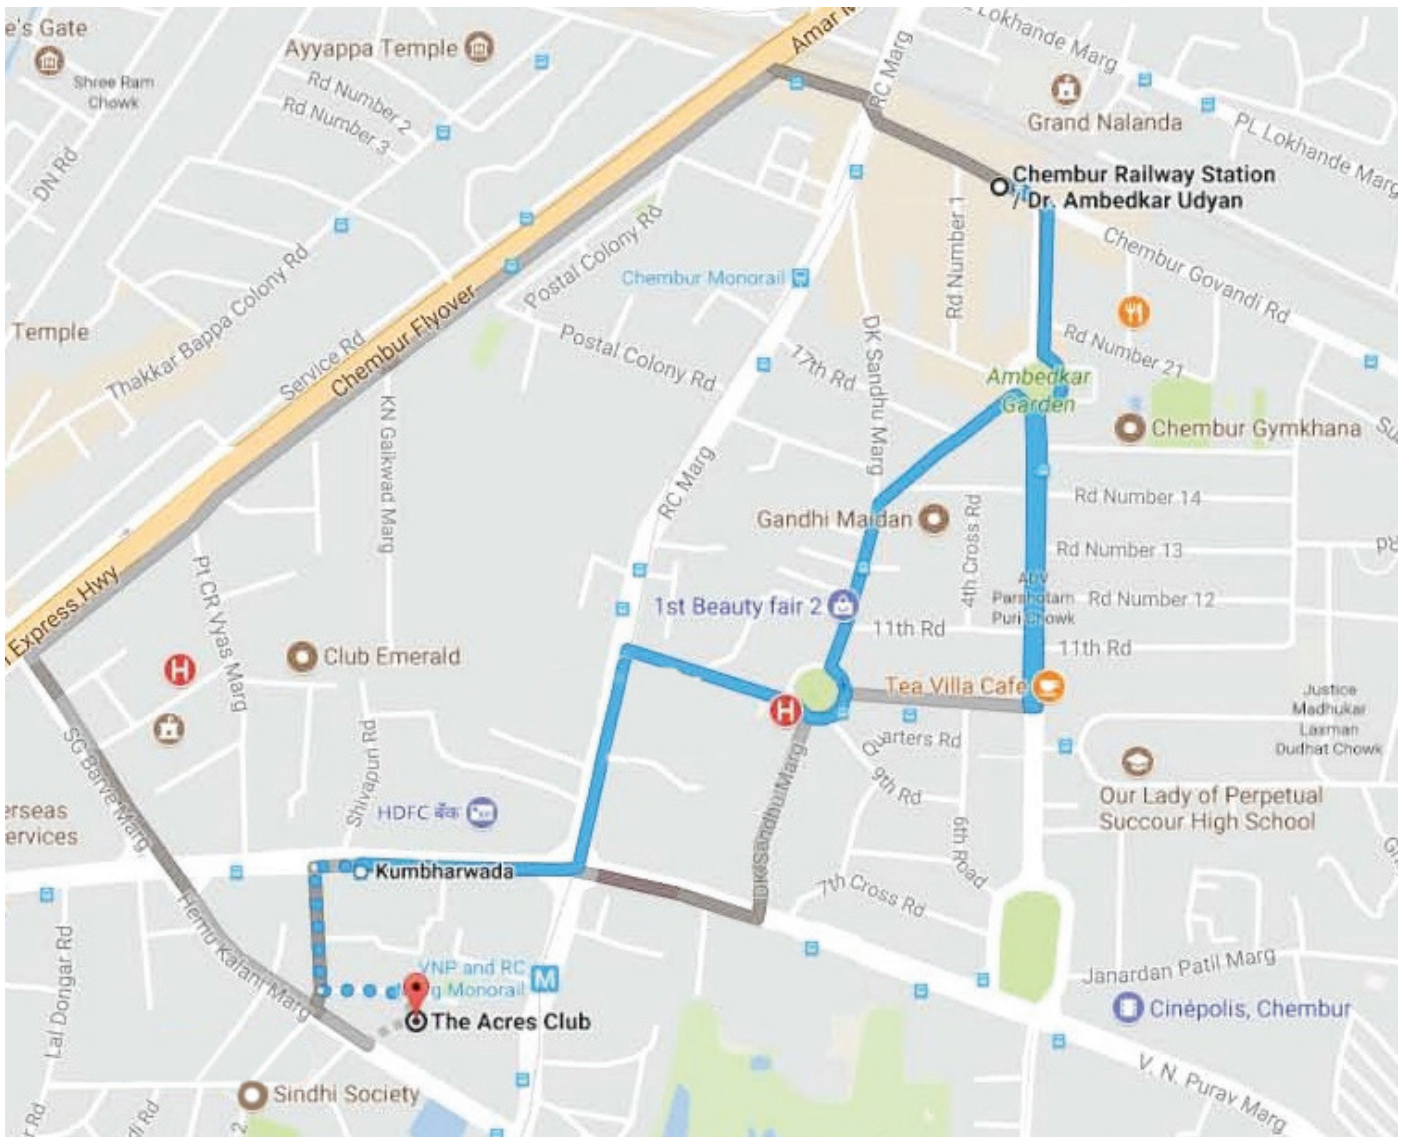 e's Gate
Ayyappa Temple
Amar M
RC Marg
Lokhande Marg
Shree Ram
Chowk
Rd Number 2
Rd Number 3
Grand Nalanda
PL Lokhande Marg
DN Rd
Chembur Railway Station
/ Dr. Ambedkar Udyan
Rd Number 1
Postal Colony Rd
Chembur Govandi Rd
Chembur Monorail
Thakkar Bappa Colony Rd
Temple
Service Rd
Chembur Flyover
Postal Colony Rd
17th Rd
DK Sandhu Marg
Rd Number 21
Ambedkar
Garden
Chembur Gymkhana
KN Gaikwad Marg
RC Marg
Rd Number 14
Gandhi Maidan
4th Cross Rd
Rd Number 13
Express Hwy
Pt CR Vyas Marg
ADV
Parshotam
Puri Chowk
Rd Number 12
1st Beauty fair 2
11th Rd
11th Rd
Club Emerald
H
Tea Villa Cafe
H
Justice
Madhukar
Laxman
Dudhat Chowk
SG Barve Marg
Shivapuri Rd
Quarters Rd
9th Rd
DK Sandhu Marg
Our Lady of Perpetual
Succour High School
erseas
ervices
HDFC बैंक
6th Road
Kumbharwada
7th Cross Rd
Hemu Kalani Marg
Lal Dongar Rd
VNP and RC
g Monorail
M
Janardan Patil Marg
The Acres Club
Cinépolis, Chembur
Sindhi Society
V. N. Purav Marg